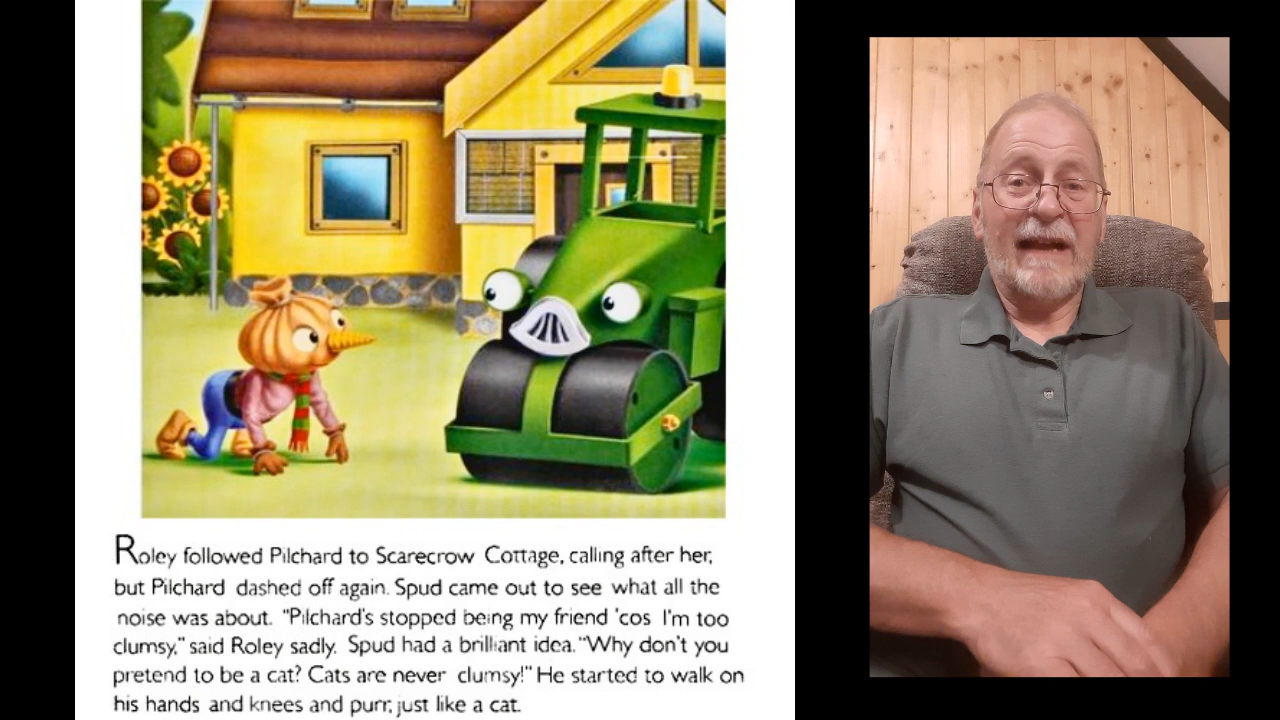 Roley followed Pilchard to Scarecrow Cottage, calling after her,
but Pilchard dashed off again. Spud came out to see what all the
noise was about. "Pilchard's stopped being my friend 'cos I'm too
clumsy," said Roley sadly. Spud had a brilliant idea. "Why don't you
pretend to be a cat? Cats are never clumsy!" He started to walk on
his hands and knees and purr, just like a cat.